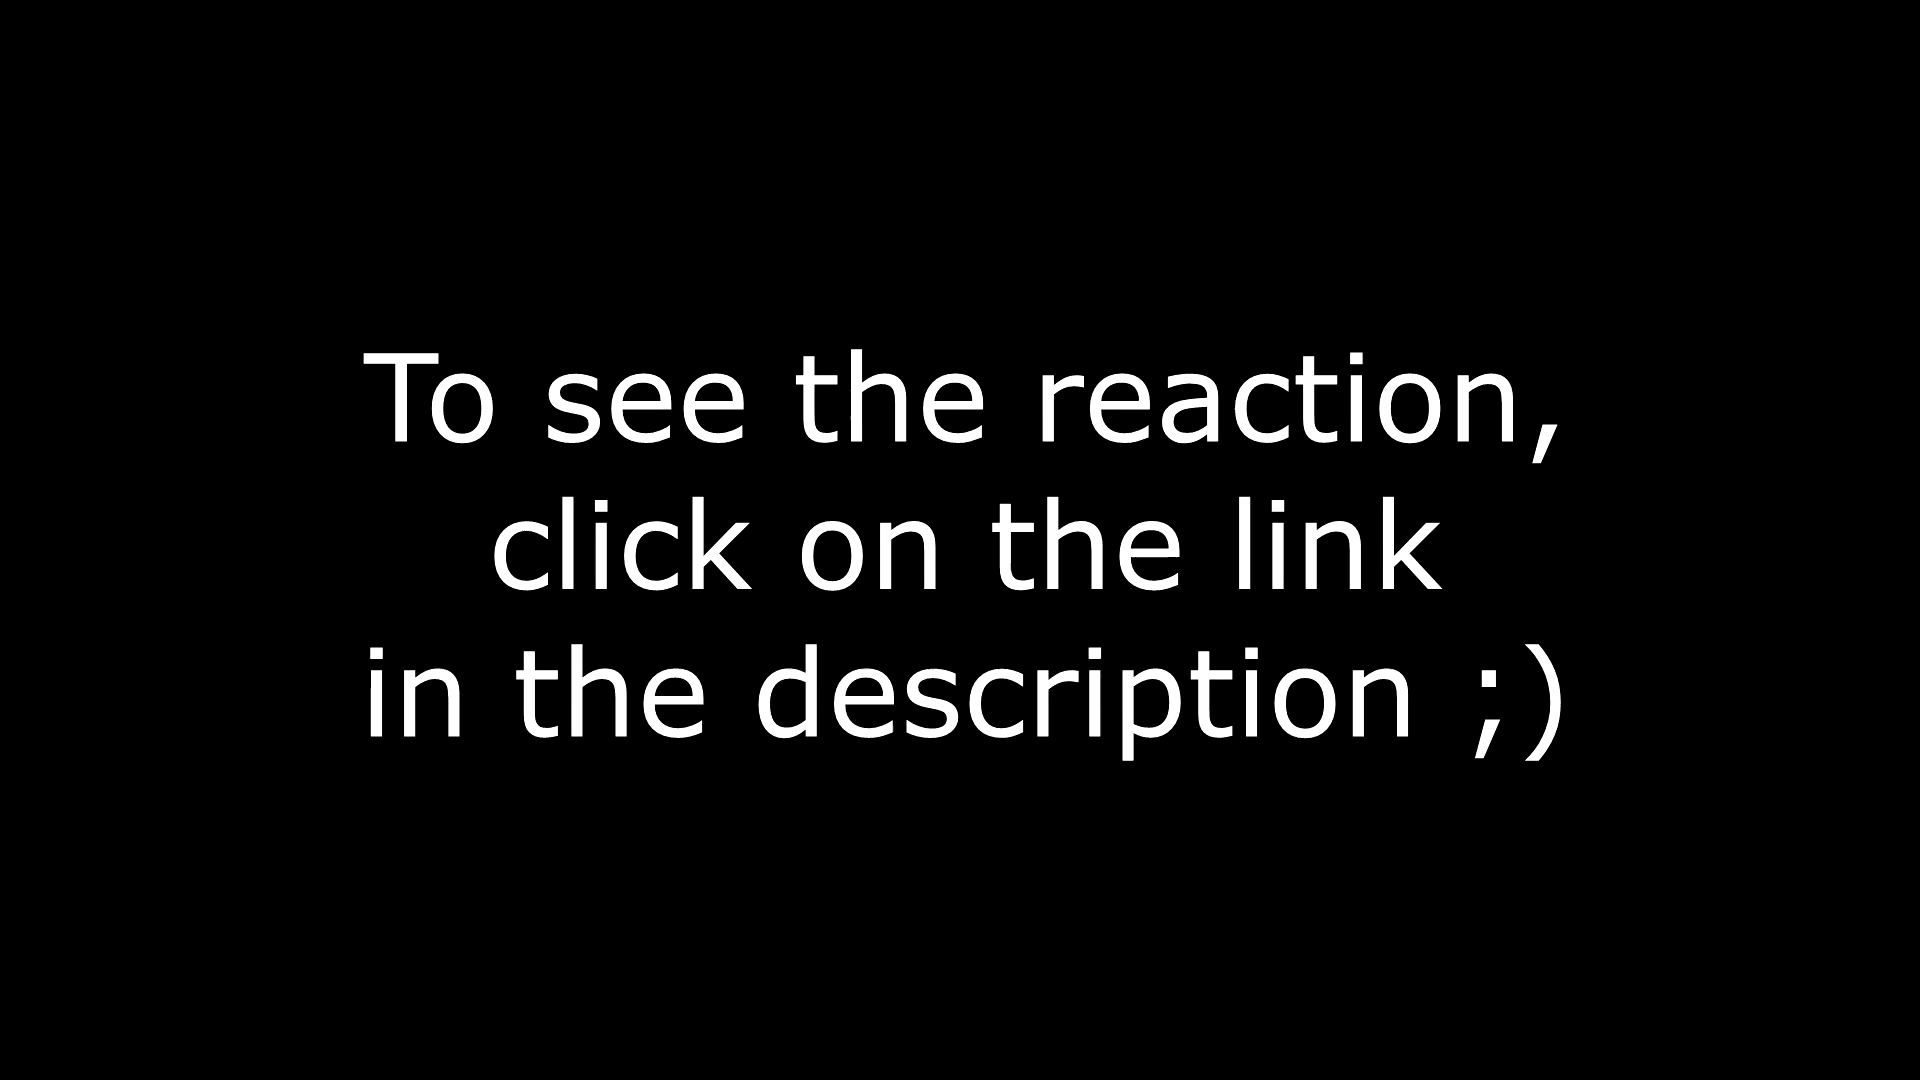 To see the reaction,
click on the link
in the description ;)